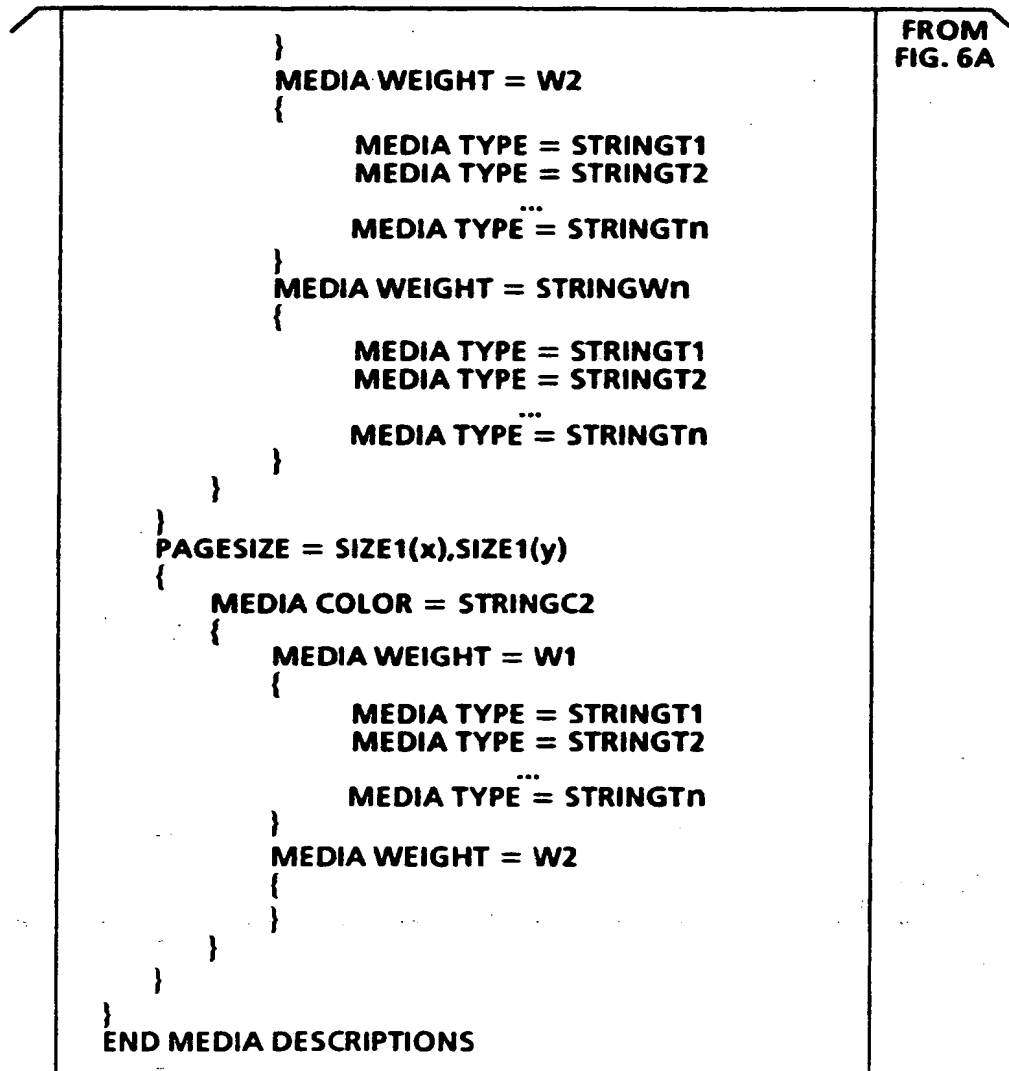 FROM
FIG. 6A
}
MEDIA WEIGHT = W2
{
MEDIA TYPE = STRINGT1
MEDIA TYPE = STRINGT2
...
MEDIA TYPE = STRINGTn
}
MEDIA WEIGHT = STRINGWn
{
MEDIA TYPE = STRINGT1
MEDIA TYPE = STRINGT2
...
MEDIA TYPE = STRINGTn
}
}
}
PAGESIZE = SIZE1(x),SIZE1(y)
{
MEDIA COLOR = STRINGC2
{
MEDIA WEIGHT = W1
{
MEDIA TYPE = STRINGT1
MEDIA TYPE = STRINGT2
...
MEDIA TYPE = STRINGTn
}
MEDIA WEIGHT = W2
{
}
}
}
}
END MEDIA DESCRIPTIONS